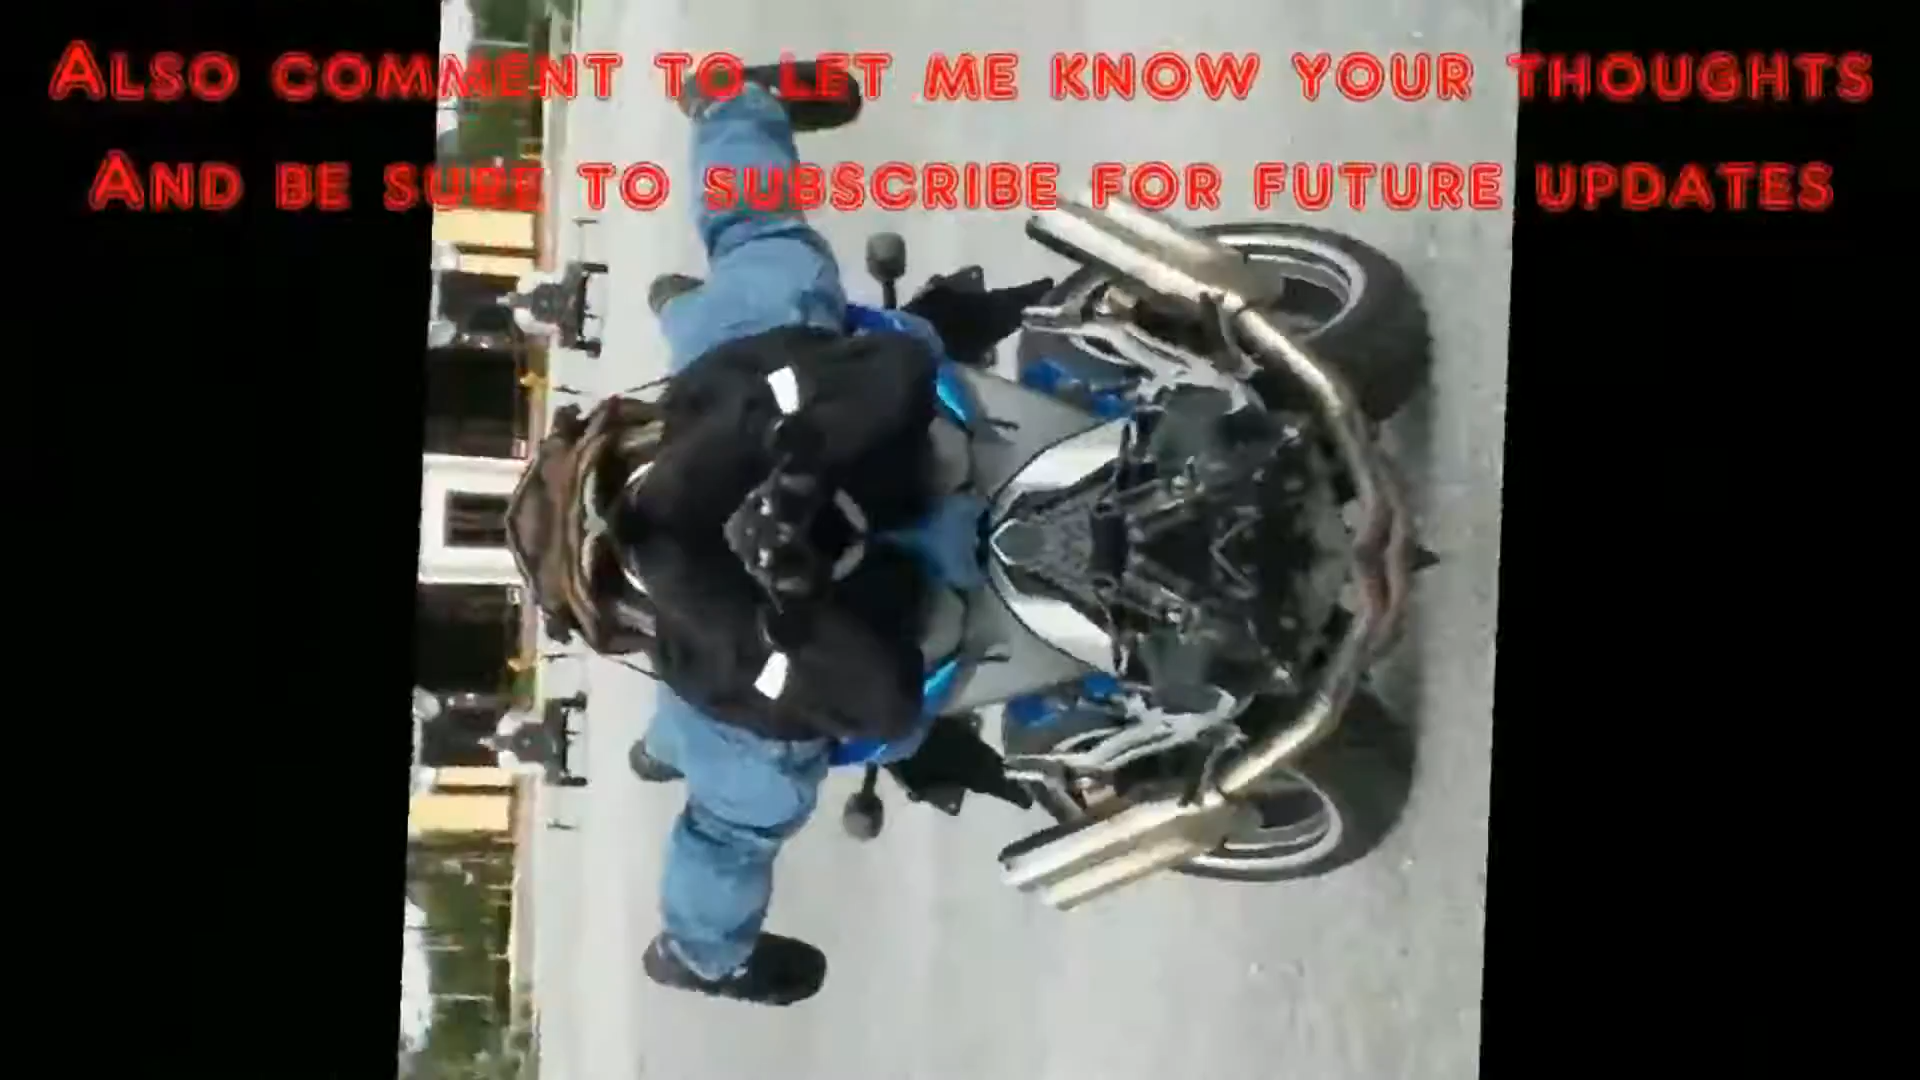 Also comment to let me know your thoughts
And be sure to subscribe for future updates